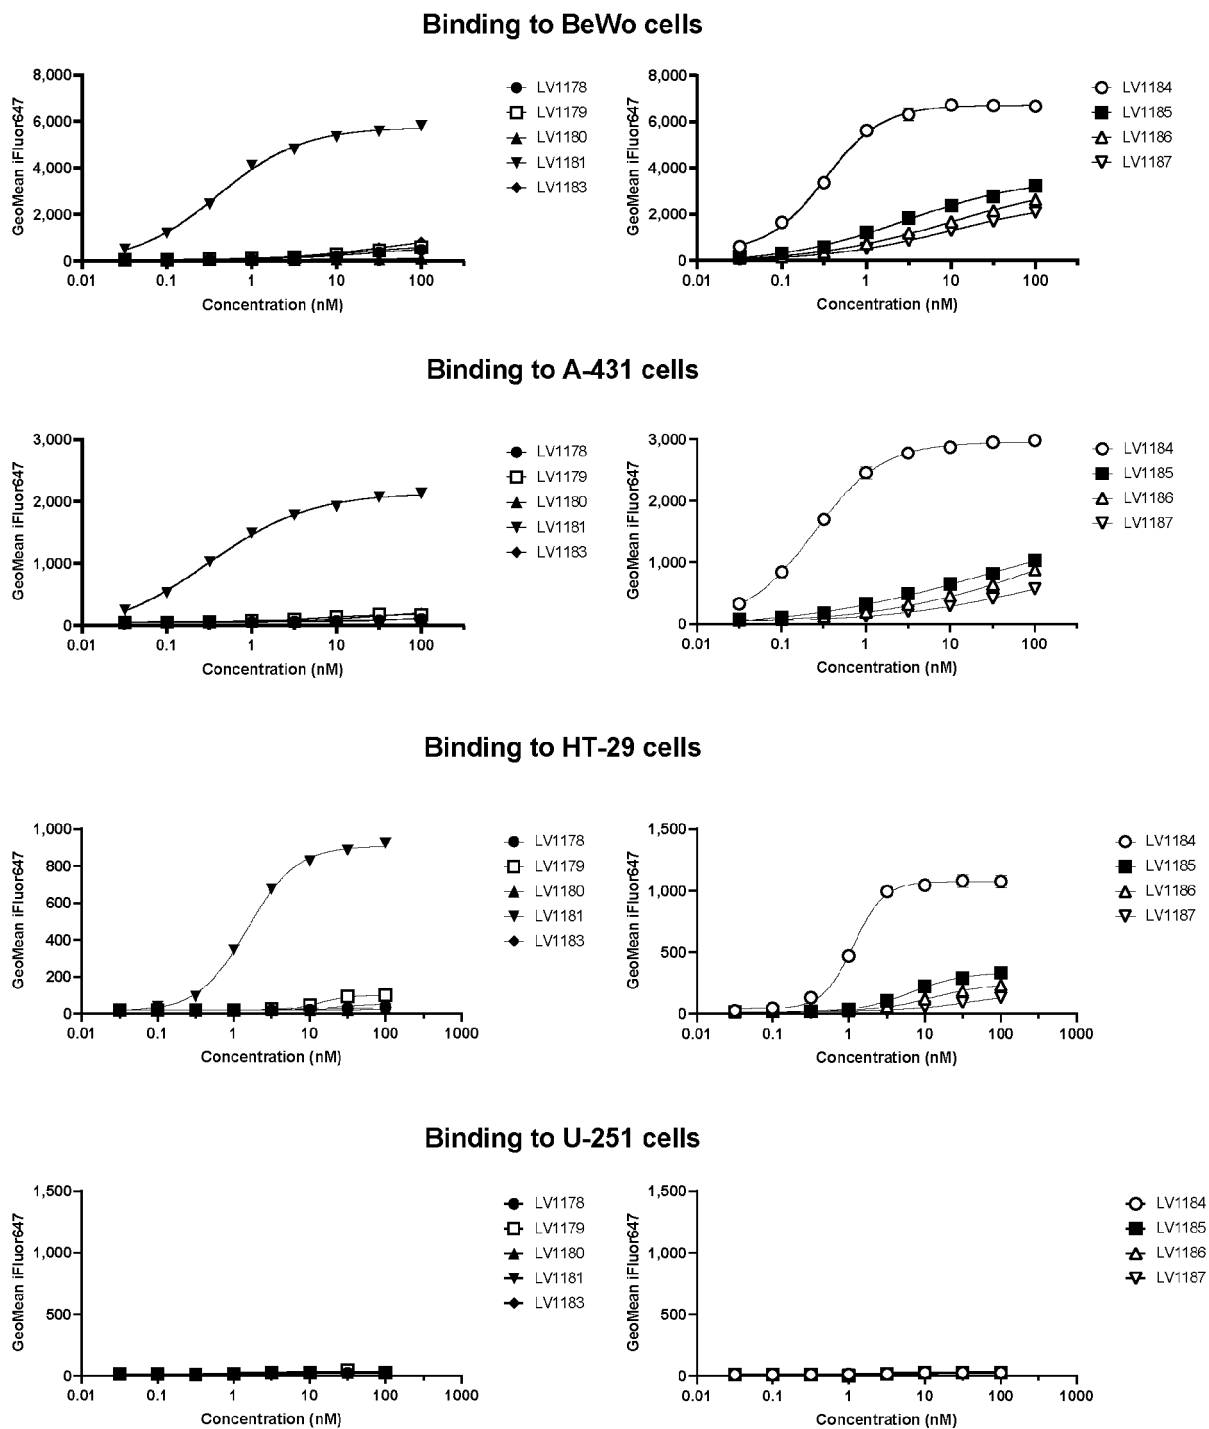 Binding to BeWo cells
GeoMean iFluor647
8,000
6,000
4,000
2,000
0
0.01
0.1
1
10
100
Concentration (nM)
LV1178
LV1179
LV1180
LV1181
LV1183
GeoMean iFluor647
8,000
6,000
4,000
2,000
0
0.01
0.1
1
10
100
Concentration (nM)
LV1184
LV1185
LV1186
LV1187
Binding to A-431 cells
GeoMean iFluor647
3,000
2,000
1,000
0
0.01
0.1
1
10
100
Concentration (nM)
LV1178
LV1179
LV1180
LV1181
LV1183
GeoMean iFluor647
3,000
2,000
1,000
0
0.01
0.1
1
10
100
Concentration (nM)
LV1184
LV1185
LV1186
LV1187
Binding to HT-29 cells
GeoMean iFluor647
1,000
800
600
400
200
0
0.01
0.1
1
10
100
1000
Concentration (nM)
LV1178
LV1179
LV1180
LV1181
LV1183
GeoMean iFluor647
1,500
1,000
500
0
0.01
0.1
1
10
100
1000
Concentration (nM)
LV1184
LV1185
LV1186
LV1187
Binding to U-251 cells
GeoMean iFluor647
1,500
1,000
500
0
0.01
0.1
1
10
100
1000
Concentration (nM)
LV1178
LV1179
LV1180
LV1181
LV1183
GeoMean iFluor647
1,500
1,000
500
0
0.01
0.1
1
10
100
1000
Concentration (nM)
LV1184
LV1185
LV1186
LV1187